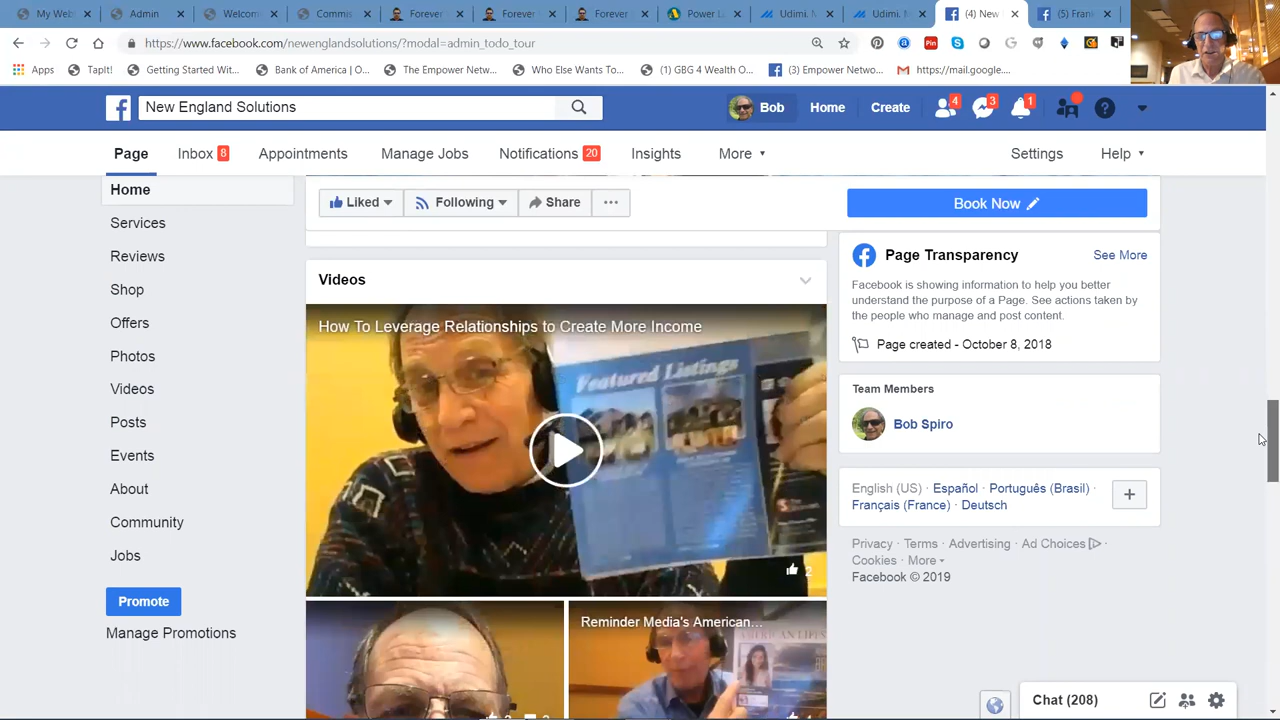 My Webs
Admin
Welcom
Commis
Forever
Forever
Forever
Power L
Udimi. M
Udimi. M
(4) New
(5) Frank
https://www.facebook.com/newenglandsolutions/?modal=admin_todo_tour
Apps
TapIt!
Getting Started Wit...
Bank of America | O...
The Empower Netw...
Who Else Wants To...
(1) GBG 4 Wealth O...
(3) Empower Netwo...
https://mail.google....
New England Solutions
Bob
Home
Create
4
3
1
Page
Inbox 8
Appointments
Manage Jobs
Notifications 20
Insights
More
Settings
Help
Home
Services
Reviews
Shop
Offers
Photos
Videos
Posts
Events
About
Community
Jobs
Promote
Manage Promotions
Liked
Following
Share
Book Now
Videos
How To Leverage Relationships to Create More Income
Featured Listings
2
Reminder Media's American...
Page Transparency
See More
Facebook is showing information to help you better
understand the purpose of a Page. See actions taken by
the people who manage and post content.
Page created - October 8, 2018
Team Members
Bob Spiro
English (US) · Español · Português (Brasil) ·
Français (France) · Deutsch
Privacy · Terms · Advertising · Ad Choices ·
Cookies · More
Facebook © 2019
Chat (208)